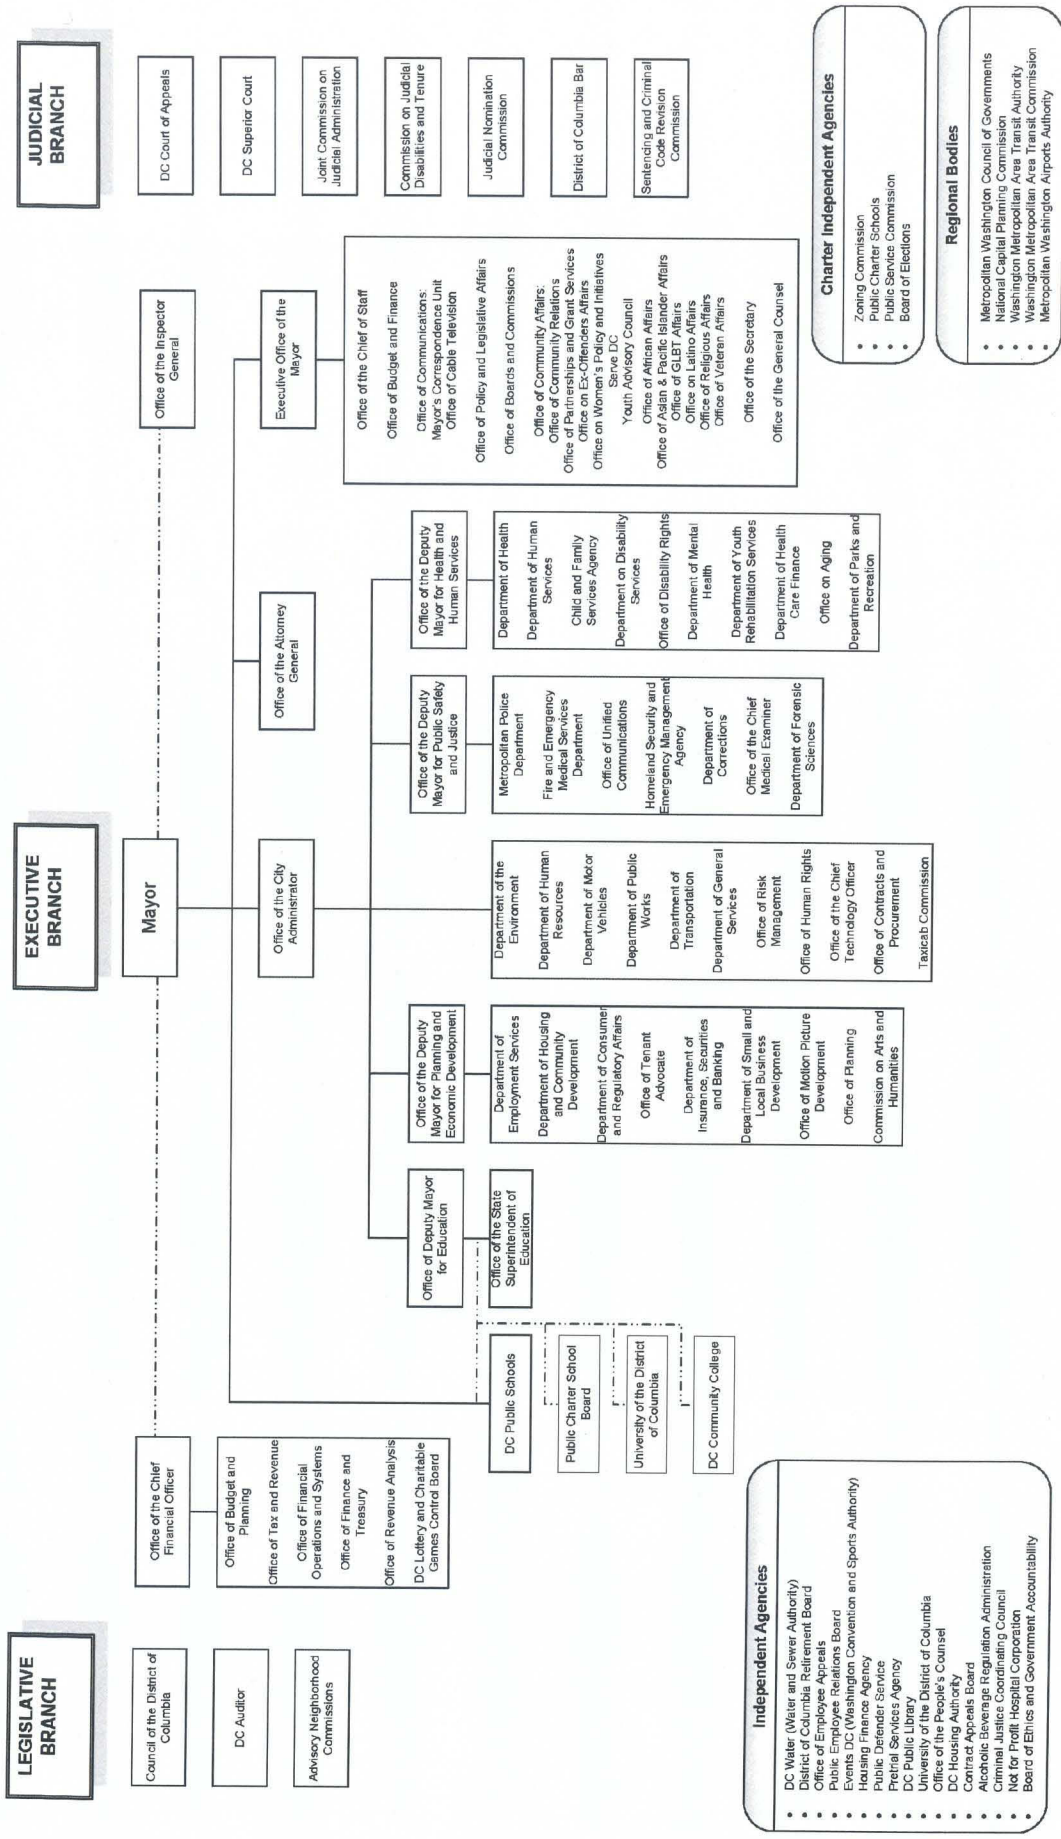 LEGISLATIVE
BRANCH
Council of the District of
Columbia
DC Auditor
Advisory Neighborhood
Commissions
EXECUTIVE
BRANCH
Mayor
Office of the Chief
Financial Officer
Office of Budget and
Planning
Office of Tax and Revenue
Office of Financial
Operations and Systems
Office of Finance and
Treasury
Office of Revenue Analysis
DC Lottery and Charitable
Games Control Board
Office of the Inspector
General
Office of the City
Administrator
Office of the Attorney
General
Executive Office of the
Mayor
Office of the Chief of Staff
Office of Budget and Finance
Office of Communications:
Mayor's Correspondence Unit
Office of Cable Television
Office of Policy and Legislative Affairs
Office of Boards and Commissions
Office of Community Affairs:
Office of Community Relations
Office of Partnerships and Grant Services
Office on Ex-Offenders Affairs
Office on Women's Policy and Initiatives
Serve DC
Youth Advisory Council
Office of African Affairs
Office of Asian & Pacific Islander Affairs
Office of GLBT Affairs
Office on Latino Affairs
Office of Religious Affairs
Office of Veteran Affairs
Office of the Secretary
Office of the General Counsel
Office of Deputy Mayor
for Education
Office of the State
Superintendent of
Education
DC Public Schools
Public Charter School
Board
University of the District
of Columbia
DC Community College
Office of the Deputy
Mayor for Planning and
Economic Development
Department of
Employment Services
Department of Housing
and Community
Development
Department of Consumer
and Regulatory Affairs
Office of Tenant
Advocate
Department of
Insurance, Securities
and Banking
Department of Small and
Local Business
Development
Office of Motion Picture
Development
Office of Planning
Commission on Arts and
Humanities
Department of the
Environment
Department of Human
Resources
Department of Motor
Vehicles
Department of Public
Works
Department of
Transportation
Department of General
Services
Office of Risk
Management
Office of Human Rights
Office of the Chief
Technology Officer
Office of Contracts and
Procurement
Taxicab Commission
Office of the Deputy
Mayor for Public Safety
and Justice
Metropolitan Police
Department
Fire and Emergency
Medical Services
Department
Office of Unified
Communications
Homeland Security and
Emergency Management
Agency
Department of
Corrections
Office of the Chief
Medical Examiner
Department of Forensic
Sciences
Office of the Deputy
Mayor for Health and
Human Services
Department of Health
Department of Human
Services
Child and Family
Services Agency
Department on Disability
Services
Office of Disability Rights
Department of Mental
Health
Department of Youth
Rehabilitation Services
Department of Health
Care Finance
Office on Aging
Department of Parks and
Recreation
JUDICIAL
BRANCH
DC Court of Appeals
DC Superior Court
Joint Commission on
Judicial Administration
Commission on Judicial
Disabilities and Tenure
Judicial Nomination
Commission
District of Columbia Bar
Sentencing and Criminal
Code Revision
Commission
Independent Agencies
• DC Water (Water and Sewer Authority)
• District of Columbia Retirement Board
• Office of Employee Appeals
• Public Employee Relations Board
• Events DC (Washington Convention and Sports Authority)
• Housing Finance Agency
• Public Defender Service
• Pretrial Services Agency
• DC Public Library
• University of the District of Columbia
• Office of the People's Counsel
• DC Housing Authority
• Contract Appeals Board
• Alcoholic Beverage Regulation Administration
• Criminal Justice Coordinating Council
• Not for Profit Hospital Corporation
• Board of Ethics and Government Accountability
Charter Independent Agencies
• Zoning Commission
• Public Charter Schools
• Public Service Commission
• Board of Elections
Regional Bodies
• Metropolitan Washington Council of Governments
• National Capital Planning Commission
• Washington Metropolitan Area Transit Authority
• Washington Metropolitan Area Transit Commission
• Metropolitan Washington Airports Authority